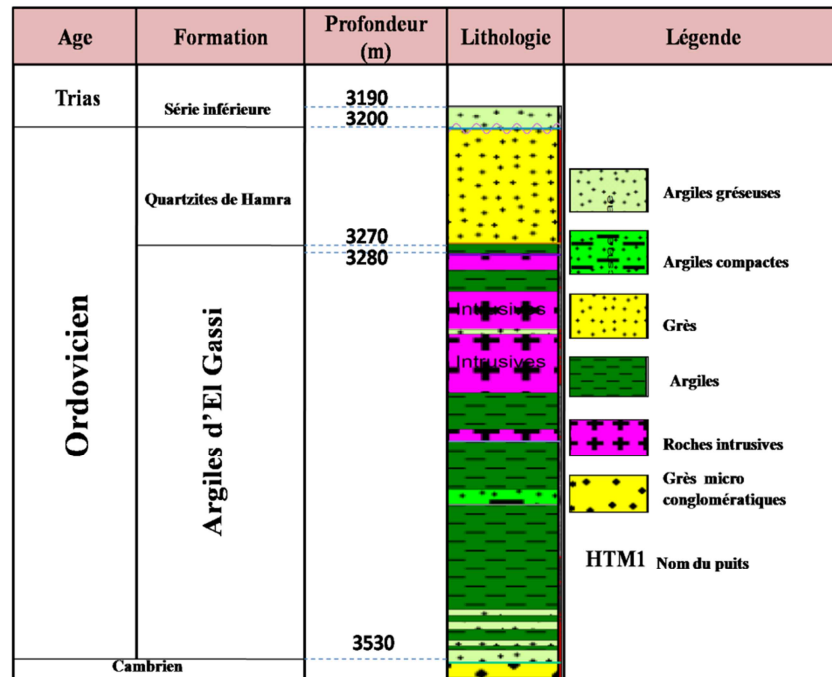 Age
Formation
Profondeur
(m)
Lithologie
Légende
Trias
Série inférieure
3190
3200
Quartzites de Hamra
3270
3280
Ordovicien
Argiles d'El Gassi
Intrusives
Intrusives
3530
Cambrien
Argiles gréseuses
Argiles compactes
Grès
Argiles
Roches intrusives
Grès micro
conglomératiques
HTM1 Nom du puits